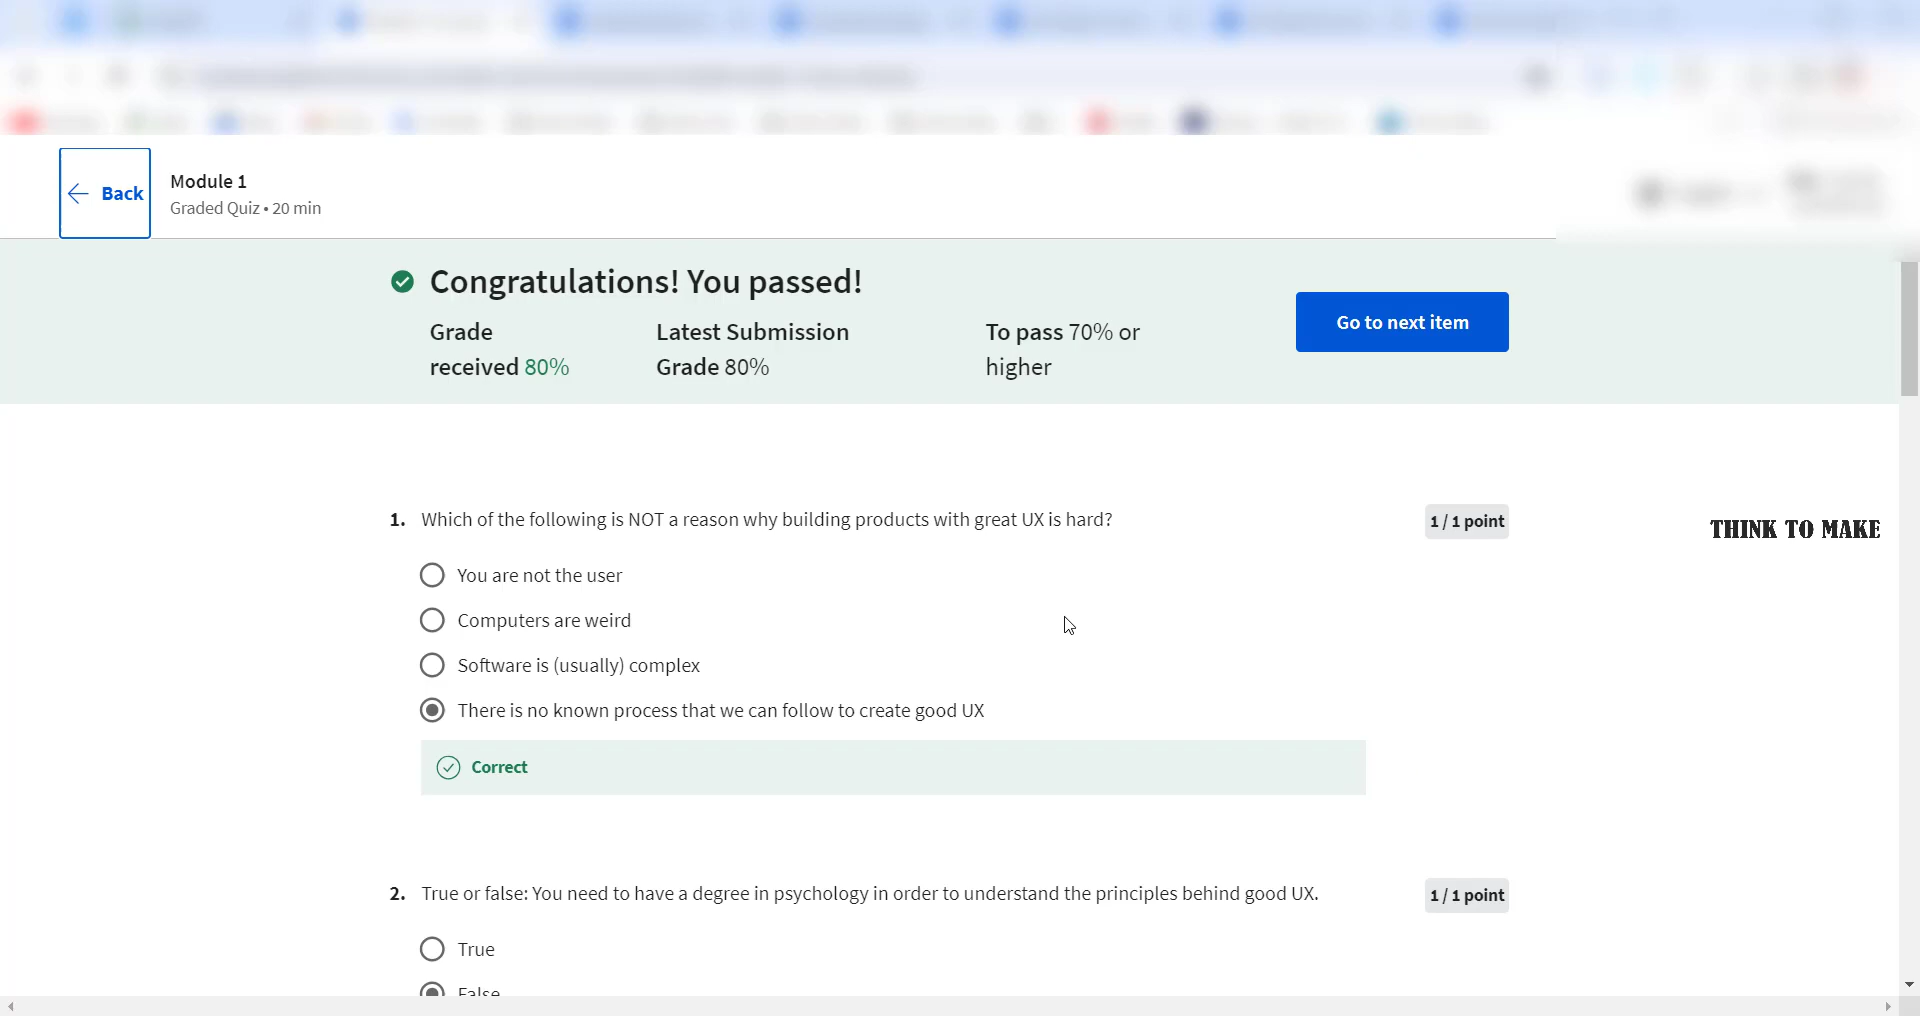 Back
Module 1
Graded Quiz • 20 min
Congratulations! You passed!
Grade received 80%
Latest Submission Grade 80%
To pass 70% or higher
Go to next item
1. Which of the following is NOT a reason why building products with great UX is hard?
1 / 1 point
THINK TO MAKE
You are not the user
Computers are weird
Software is (usually) complex
There is no known process that we can follow to create good UX
Correct
2. True or false: You need to have a degree in psychology in order to understand the principles behind good UX.
1 / 1 point
True
False